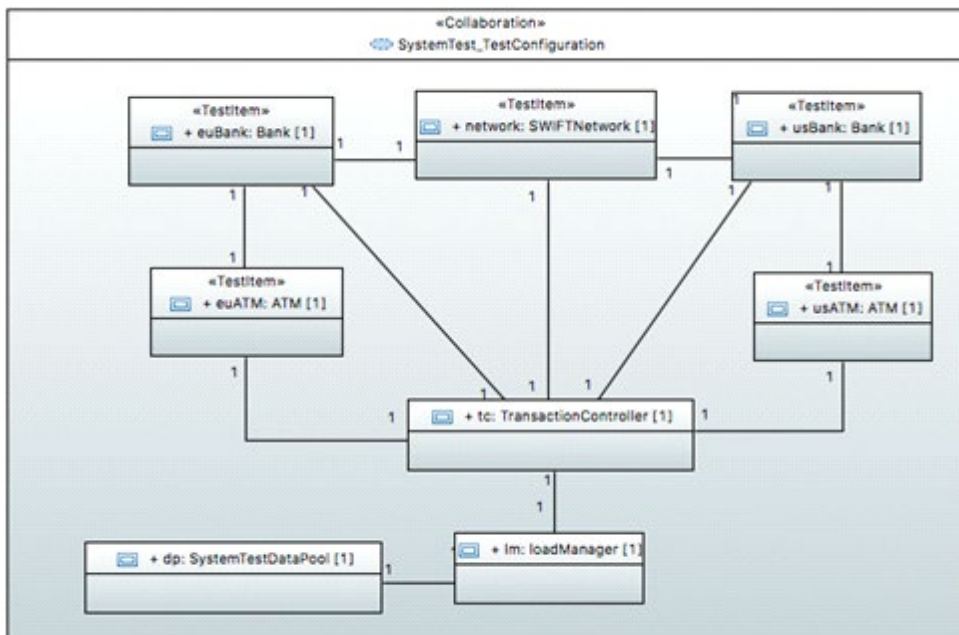 «Collaboration»
SystemTest_TestConfiguration
«TestItem»
+ euBank: Bank [1]
«TestItem»
+ network: SWIFTNetwork [1]
1
«TestItem»
+ usBank: Bank [1]
1
1
1
1
1
1
1
1
1
«TestItem»
+ euATM: ATM [1]
1
1
«TestItem»
+ usATM: ATM [1]
1
1
1
1
1
1
1
+ tc: TransactionController [1]
1
1
+ dp: SystemTestDataPool [1]
1
+ lm: loadManager [1]